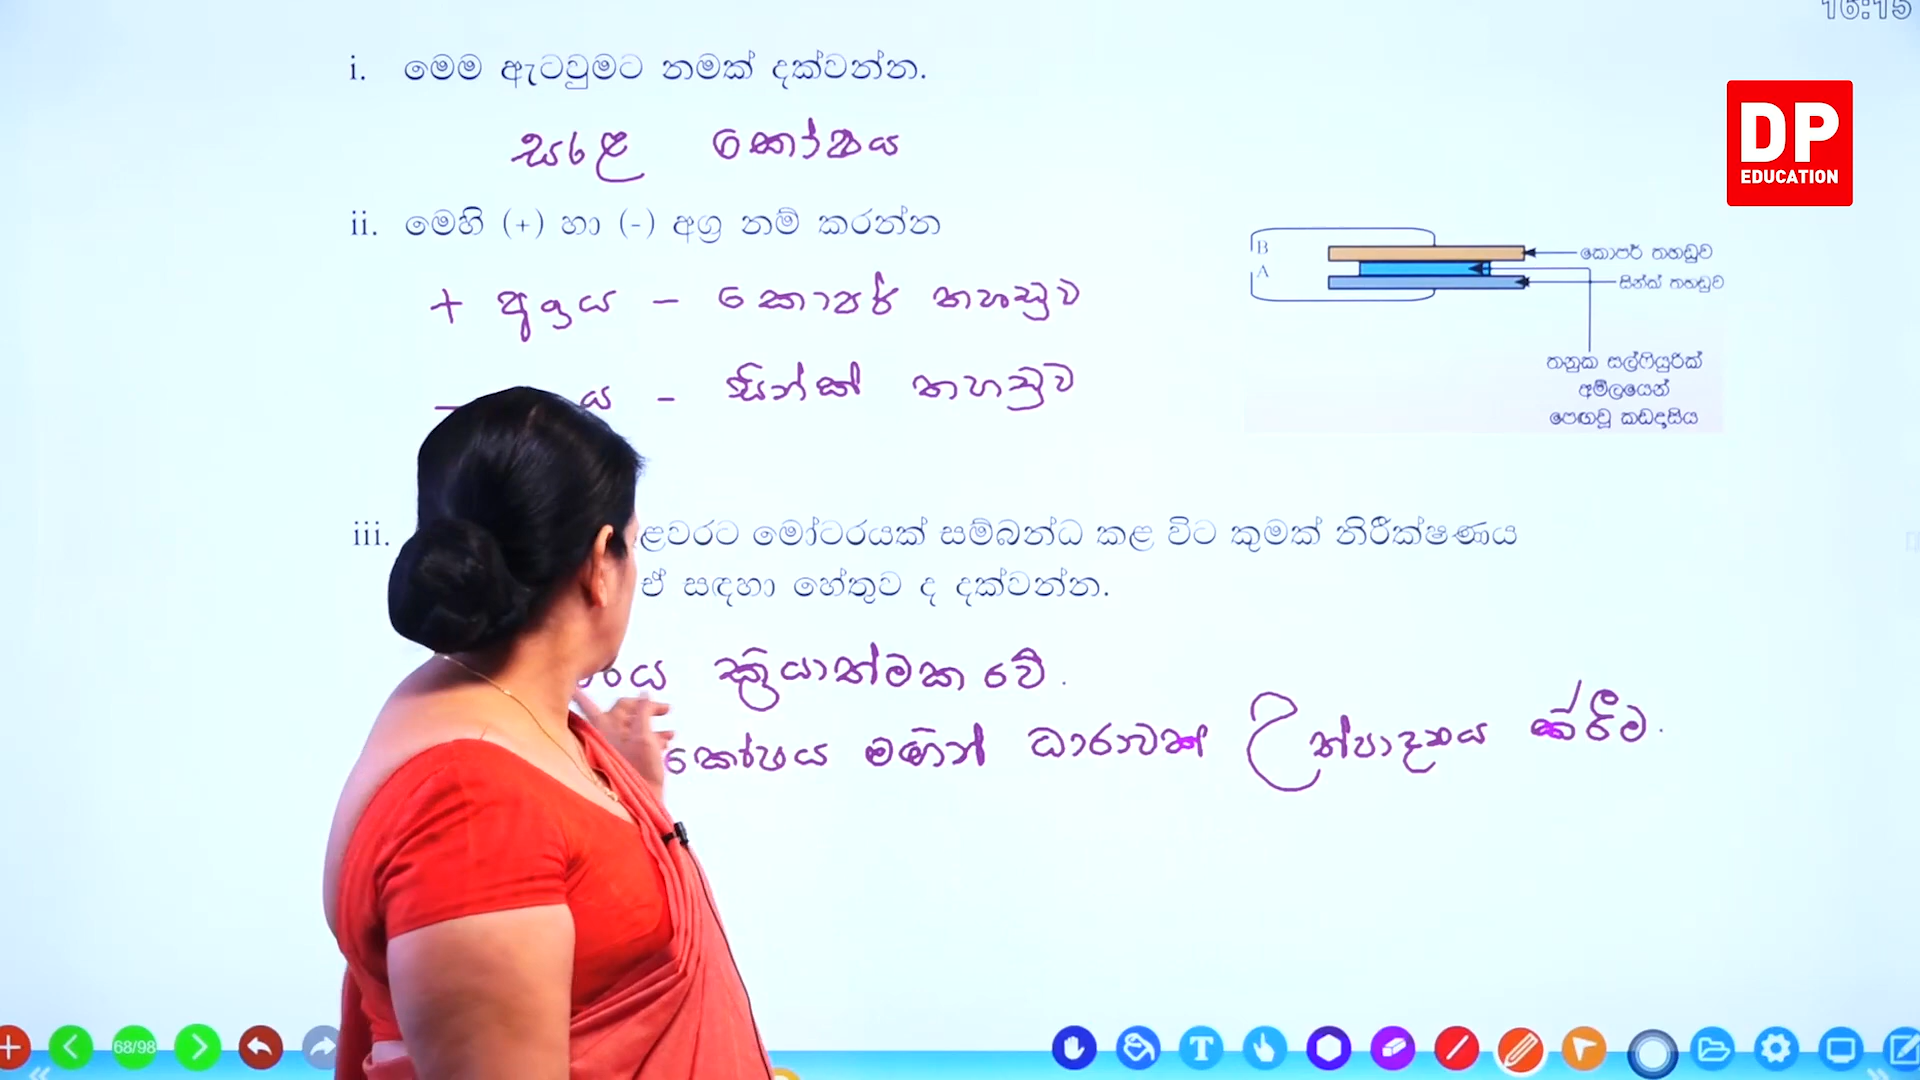 16:15
i. මෙම ඇටවුමට නමක් දක්වන්න.
සරළ කෝෂය
ii. මෙහි (+) හා (-) අග්‍ර නම් කරන්න
+ අග්‍රය - කොපර් තහඩුව
- ය - සින්ක් තහඩුව
B
A
කොපර් තහඩුව
සින්ක් තහඩුව
තනුක සල්ෆියුරික්
අම්ලයෙන්
පෙඟවූ කඩදාසිය
iii. ළවරට මෝටරයක් සම්බන්ධ කළ විට කුමක් නිරීක්ෂණය
ඒ සඳහා හේතුව ද දක්වන්න.
රය ක්‍රියාත්මක වේ.
කෝෂය මගින් ධාරාවක් උත්පාදනය කිරීම.
DP
EDUCATION
68/98